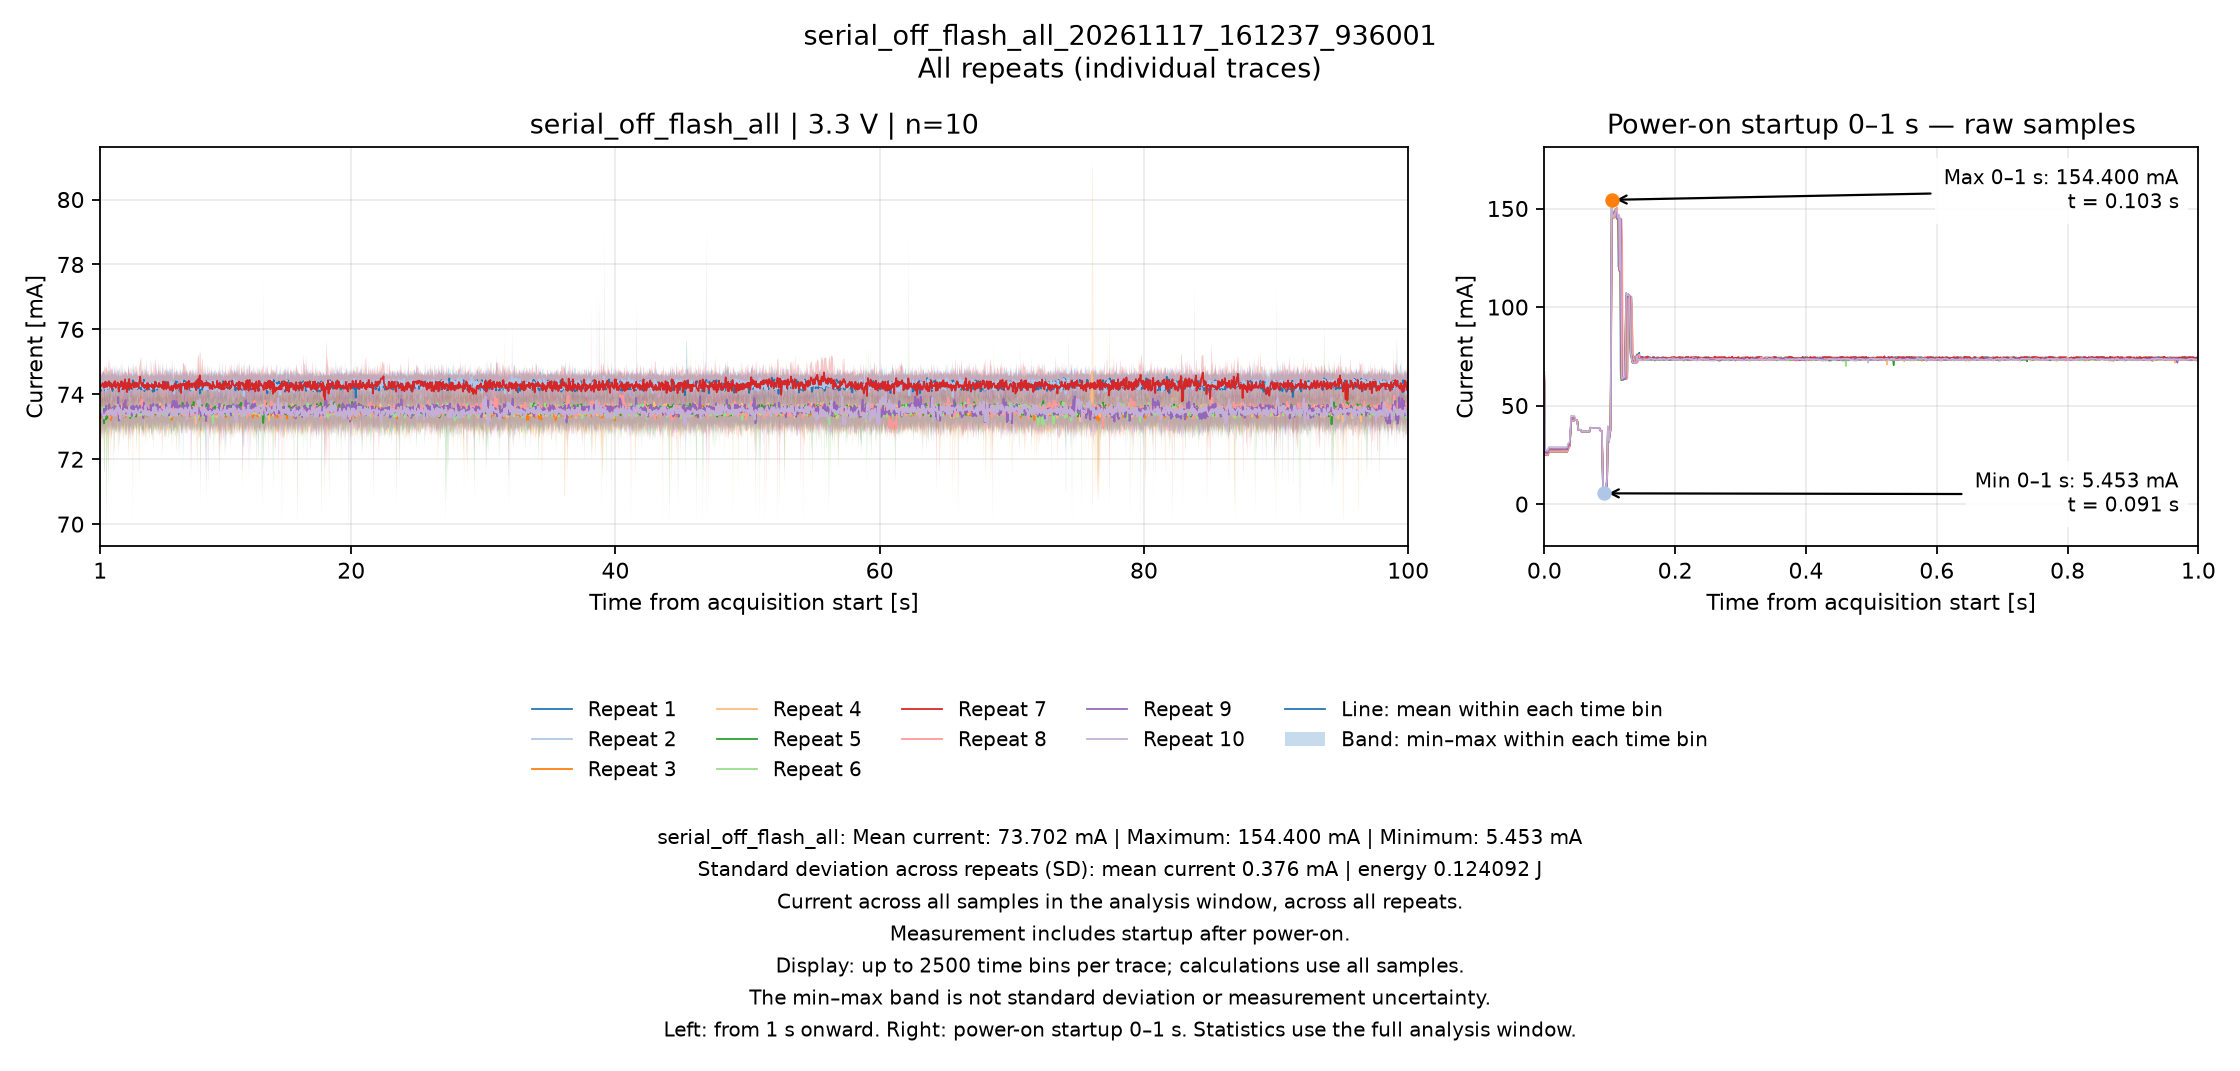 serial_off_flash_all_20261117_161237_936001
All repeats (individual traces)
serial_off_flash_all | 3.3 V | n=10
Current [mA]
80
78
76
74
72
70
1
20
40
60
80
100
Time from acquisition start [s]
Power-on startup 0–1 s — raw samples
Current [mA]
150
100
50
0
Max 0–1 s: 154.400 mA
t = 0.103 s
Min 0–1 s: 5.453 mA
t = 0.091 s
0.0
0.2
0.4
0.6
0.8
1.0
Time from acquisition start [s]
Repeat 1
Repeat 2
Repeat 3
Repeat 4
Repeat 5
Repeat 6
Repeat 7
Repeat 8
Repeat 9
Repeat 10
Line: mean within each time bin
Band: min–max within each time bin
serial_off_flash_all: Mean current: 73.702 mA | Maximum: 154.400 mA | Minimum: 5.453 mA
Standard deviation across repeats (SD): mean current 0.376 mA | energy 0.124092 J
Current across all samples in the analysis window, across all repeats.
Measurement includes startup after power-on.
Display: up to 2500 time bins per trace; calculations use all samples.
The min–max band is not standard deviation or measurement uncertainty.
Left: from 1 s onward. Right: power-on startup 0–1 s. Statistics use the full analysis window.